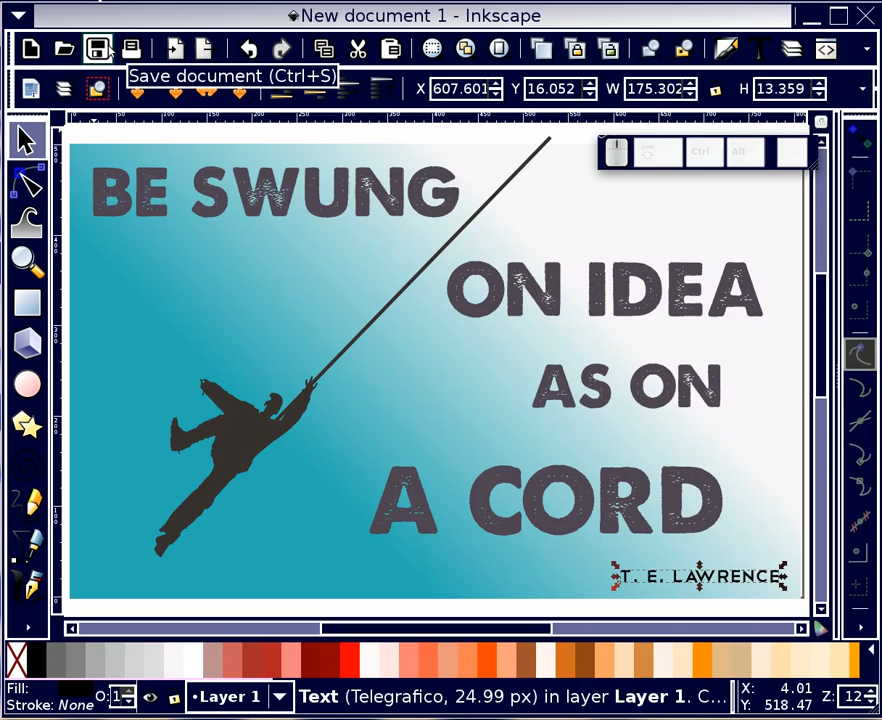 New document 1 - Inkscape
Save document (Ctrl+S)
X 607.601 Y 16.052 W 175.302 H 13.359
Ctrl Alt
BE SWUNG
ON IDEA
AS ON
A CORD
T. E. LAWRENCE
Fill:
Stroke: None
O: 1
Layer 1
Text (Telegrafico, 24.99 px) in layer Layer 1. C...
X: 4.01
Y: 518.47
Z: 12